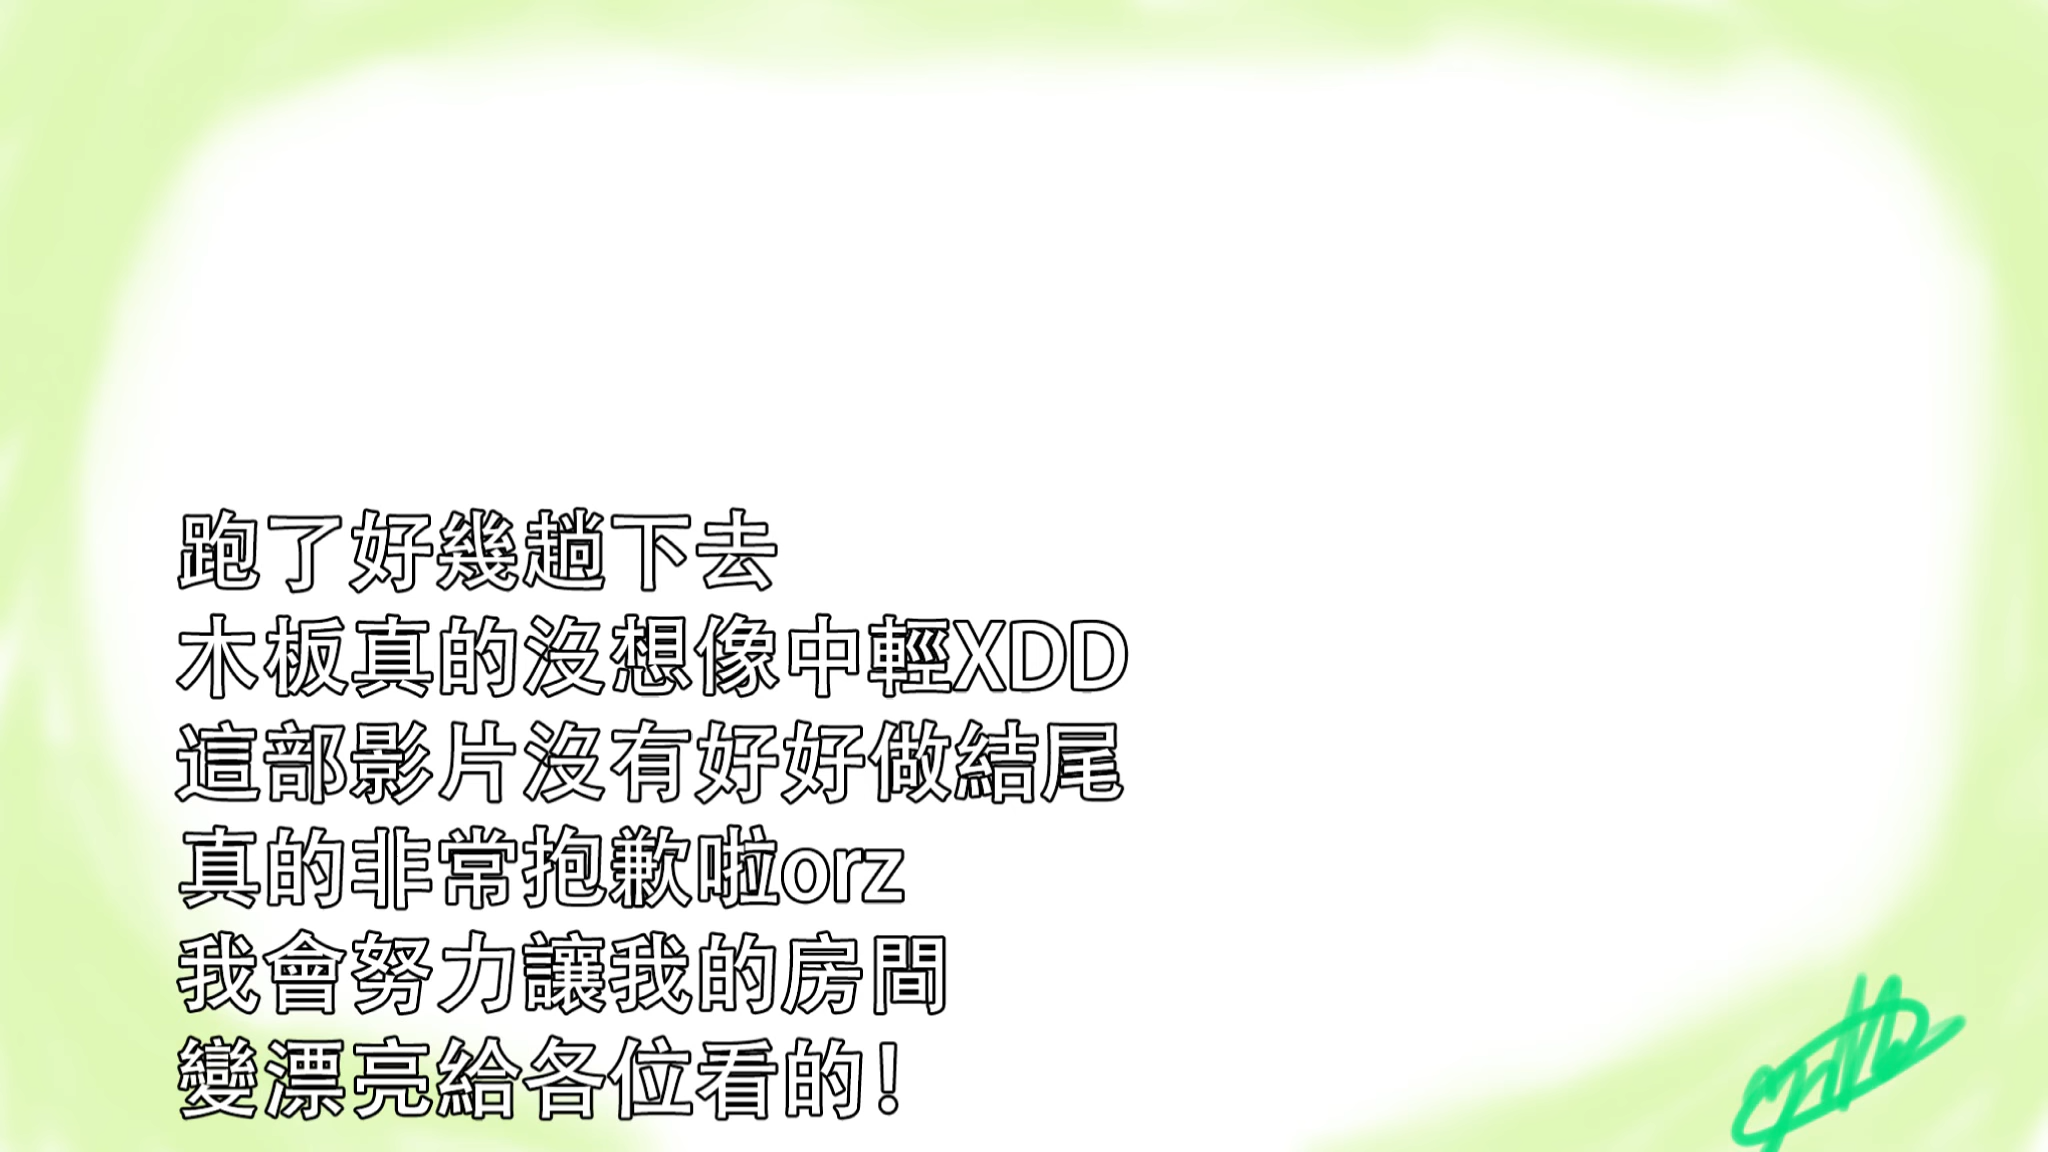 跑了好幾趟下去
木板真的沒想像中輕XDD
這部影片沒有好好做結尾
真的非常抱歉啦orz
我會努力讓我的房間
變漂亮給各位看的!